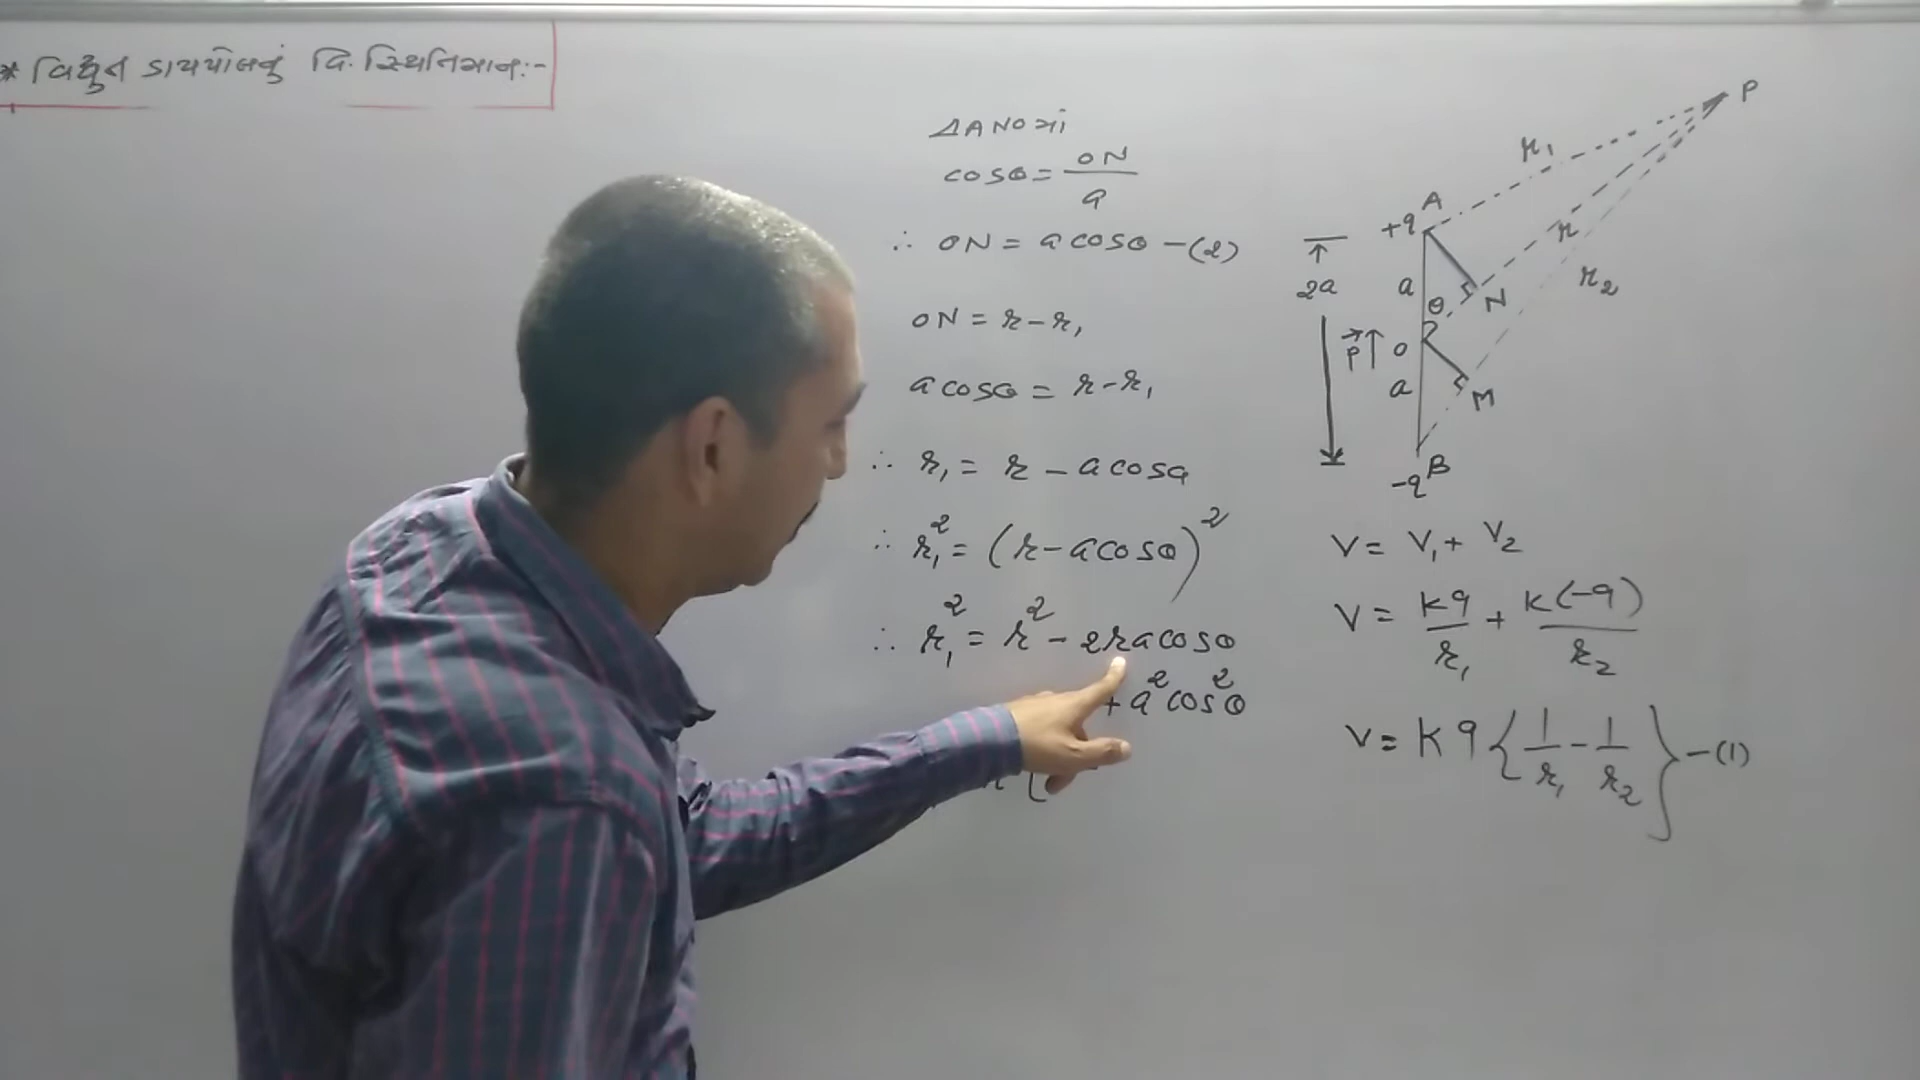 * વિદ્યુત ડાયપોલનું વિ. સ્થિતિમાન:-
ΔANO માં
cosθ = ON / a
∴ ON = a cosθ – (2)
ON = r – r₁
a cosθ = r – r₁
∴ r₁ = r – a cosθ
∴ r₁² = (r – a cosθ)²
∴ r₁² = r² – 2ra cosθ
+ a² cos²θ
P
r₁
A
+q
r
r₂
2a
a
θ
N
P⃗↑
O
a
M
B
-q
V = V₁ + V₂
V = kq / r₁ + k(-q) / r₂
V = kq { 1/r₁ – 1/r₂ } – (1)